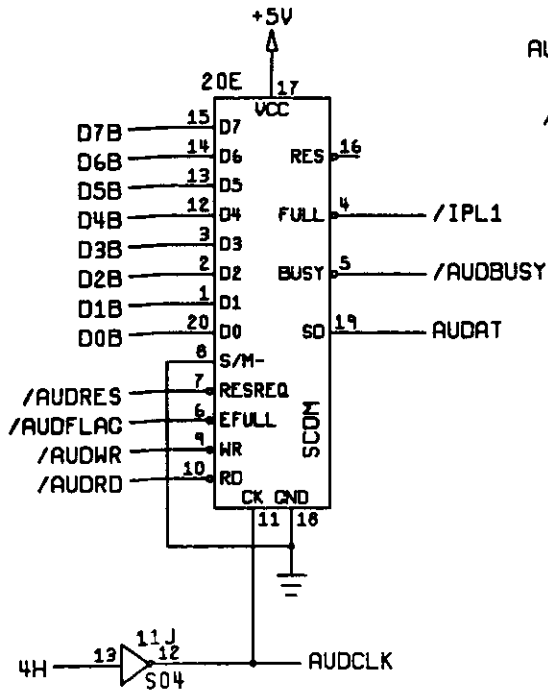 +5V
AU
20E
17
VCC
D7B 15 D7
/
D6B 14 D6 RES 16
D5B 13 D5
D4B 12 D4 FULL 4 /IPL1
D3B 3 D3
D2B 2 D2 BUSY 5 /AUDBUSY
D1B 1 D1
D0B 20 D0 SD 19 AUDAT
8 S/M-
/AUDRES 7 RESREQ
/AUDFLAG 6 EFULL
/AUDWR 9 WR
/AUDRD 10 RD
SCOM
CK GND
11 18
11J
4H 13 12 AUDCLK
S04